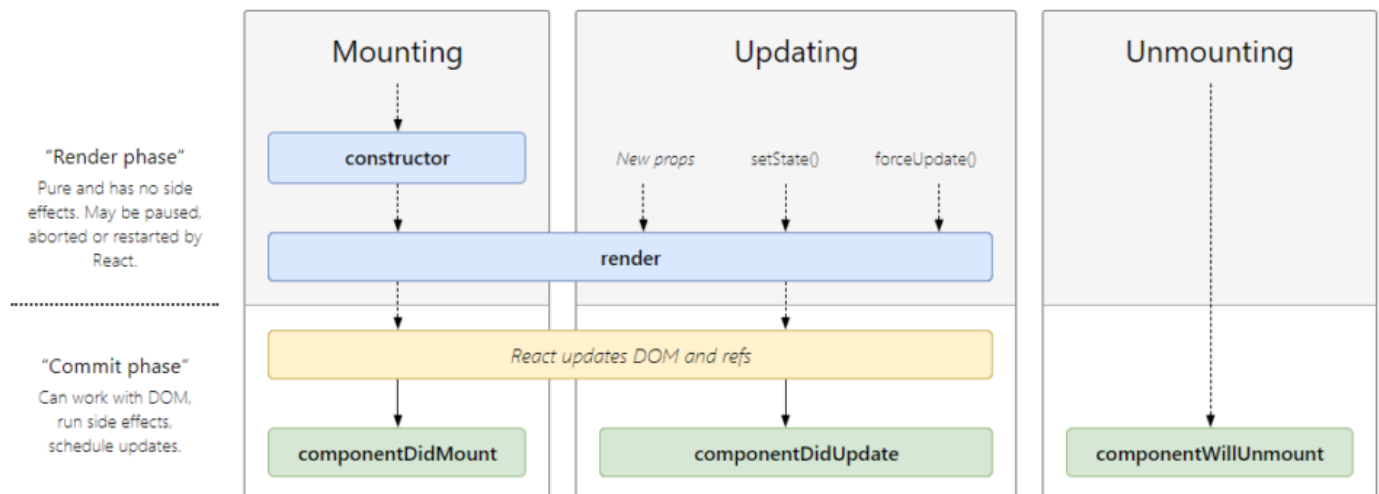 Mounting
Updating
Unmounting
“Render phase”
Pure and has no side
effects. May be paused,
aborted or restarted by
React.
constructor
New props
setState()
forceUpdate()
render
“Commit phase”
Can work with DOM,
run side effects,
schedule updates.
React updates DOM and refs
componentDidMount
componentDidUpdate
componentWillUnmount